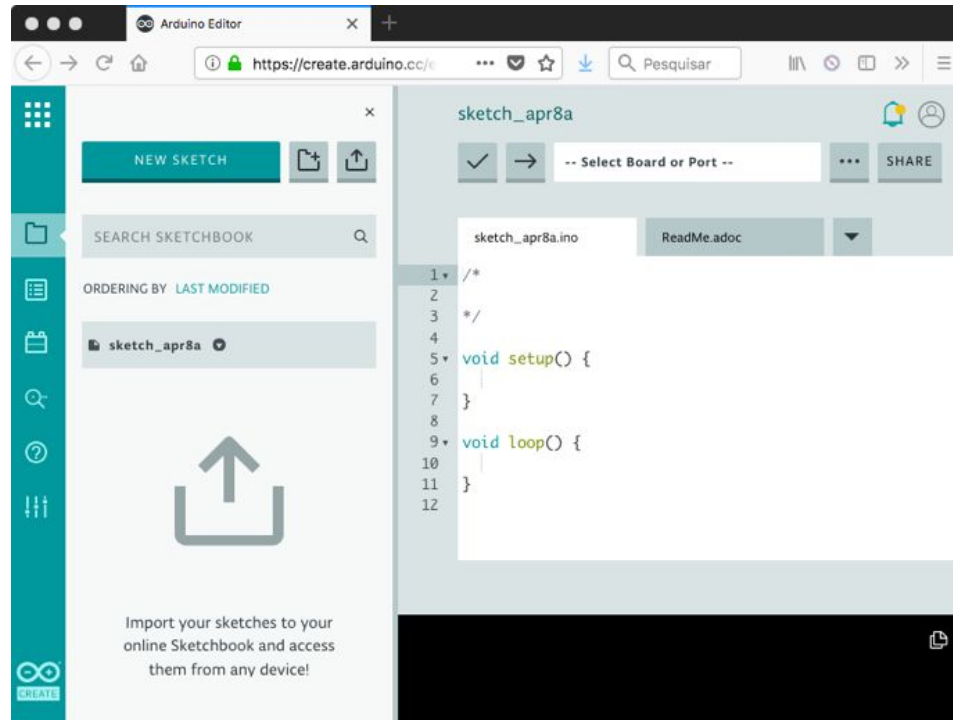 Arduino Editor
https://create.arduino.cc/e
Pesquisar
NEW SKETCH
SEARCH SKETCHBOOK
ORDERING BY LAST MODIFIED
sketch_apr8a
Import your sketches to your
online Sketchbook and access
them from any device!
CREATE
sketch_apr8a
-- Select Board or Port --
SHARE
sketch_apr8a.ino ReadMe.adoc
1 /*
2
3 */
4
5 void setup() {
6
7 }
8
9 void loop() {
10
11 }
12